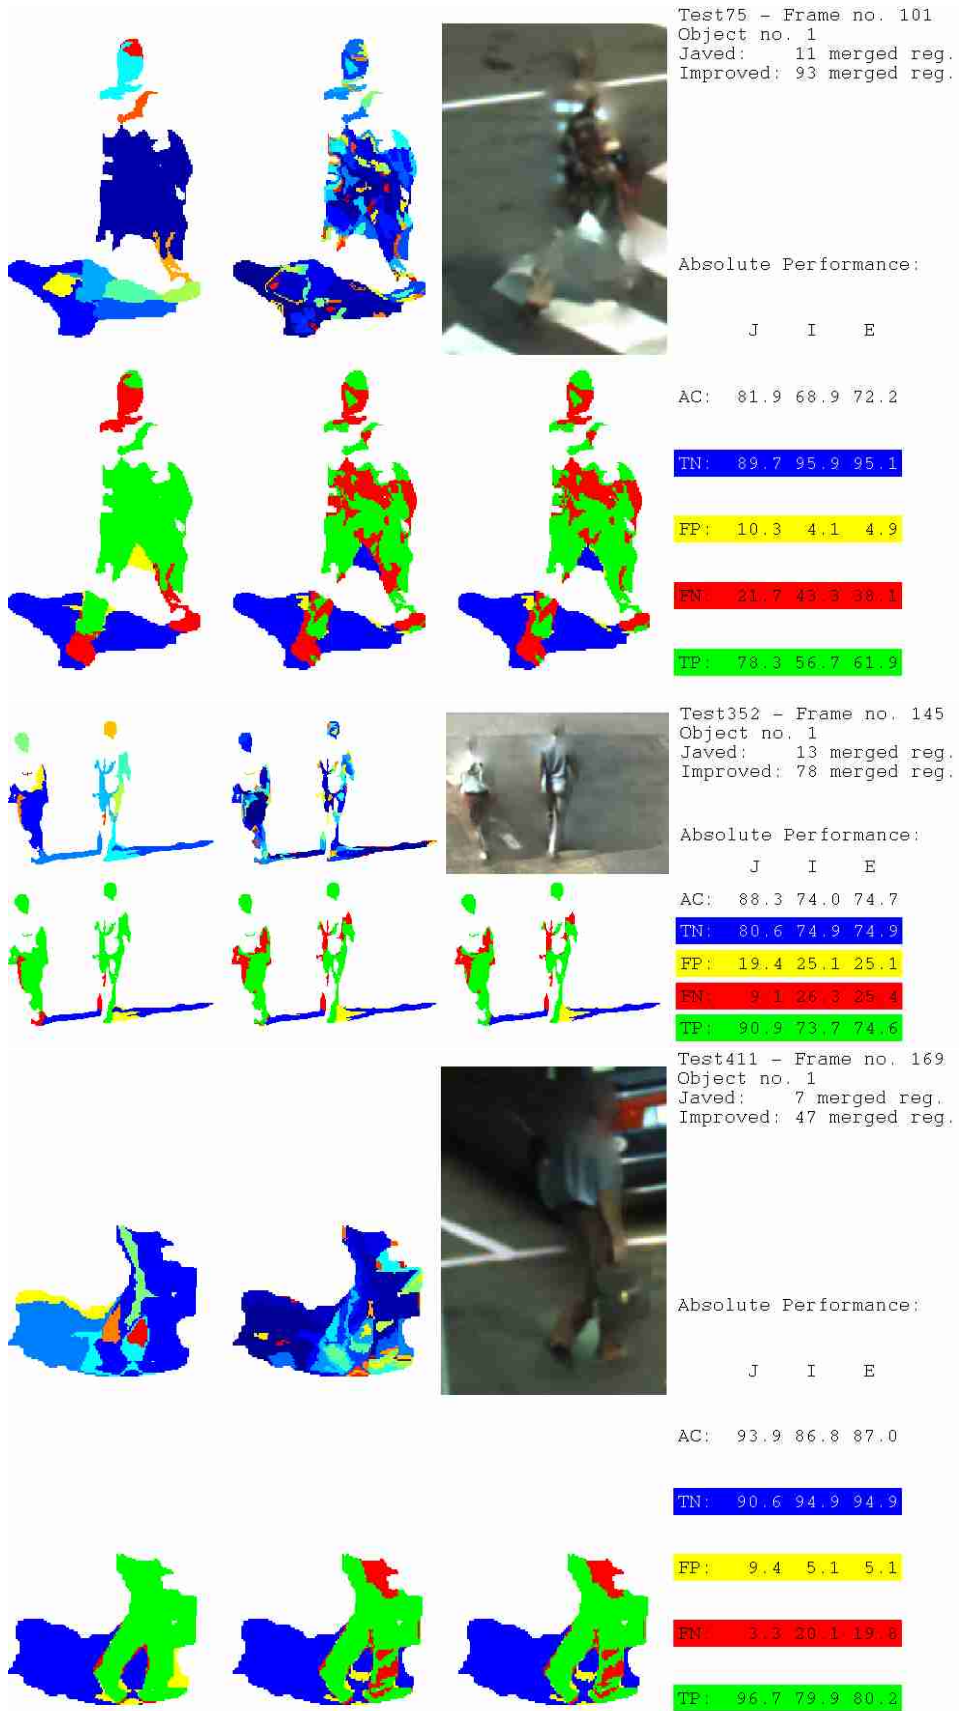 Test75 – Frame no. 101
Object no. 1
Javed: 11 merged reg.
Improved: 93 merged reg.
Absolute Performance:
J I E
AC: 81.9 68.9 72.2
TN: 89.7 95.9 95.1
FP: 10.3 4.1 4.9
FN: 21.7 43.3 38.1
TP: 78.3 56.7 61.9
Test352 – Frame no. 145
Object no. 1
Javed: 13 merged reg.
Improved: 78 merged reg.
Absolute Performance:
J I E
AC: 88.3 74.0 74.7
TN: 80.6 74.9 74.9
FP: 19.4 25.1 25.1
FN: 9.1 26.3 25.4
TP: 90.9 73.7 74.6
Test411 – Frame no. 169
Object no. 1
Javed: 7 merged reg.
Improved: 47 merged reg.
Absolute Performance:
J I E
AC: 93.9 86.8 87.0
TN: 90.6 94.9 94.9
FP: 9.4 5.1 5.1
FN 3.3 20.1 19.8
TP: 96.7 79.9 80.2